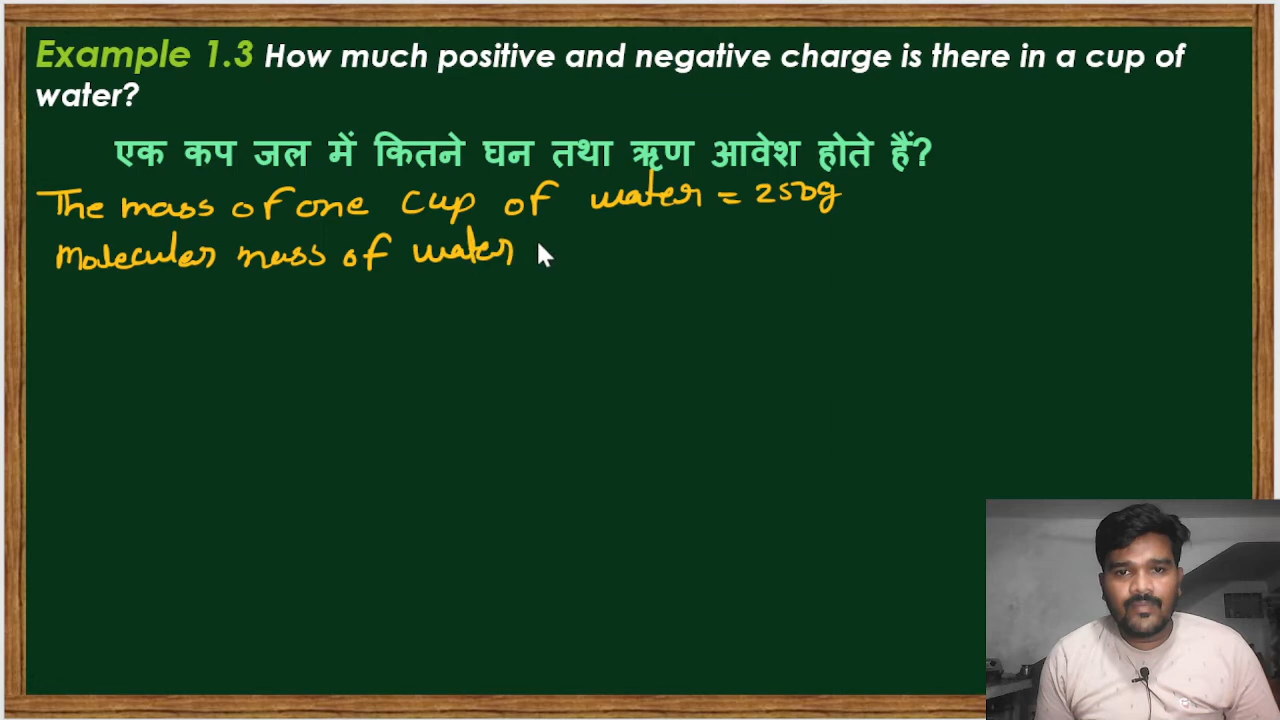 Example 1.3 How much positive and negative charge is there in a cup of
water?
एक कप जल में कितने घन तथा ऋण आवेश होते हैं?
The mass of one cup of water = 250g
Molecular mass of water